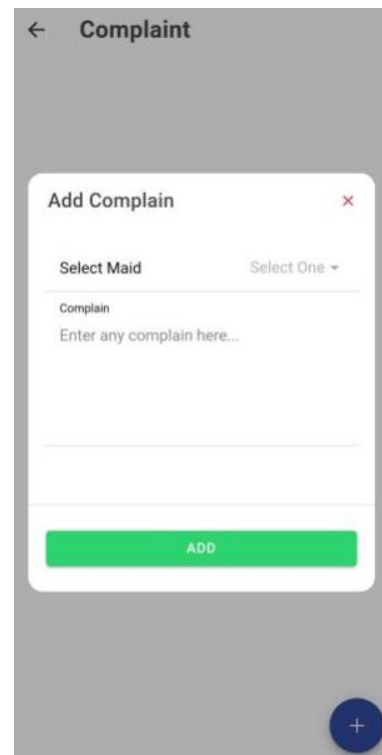 Complaint
Add Complain
Select Maid Select One
Complain
Enter any complain here...
ADD